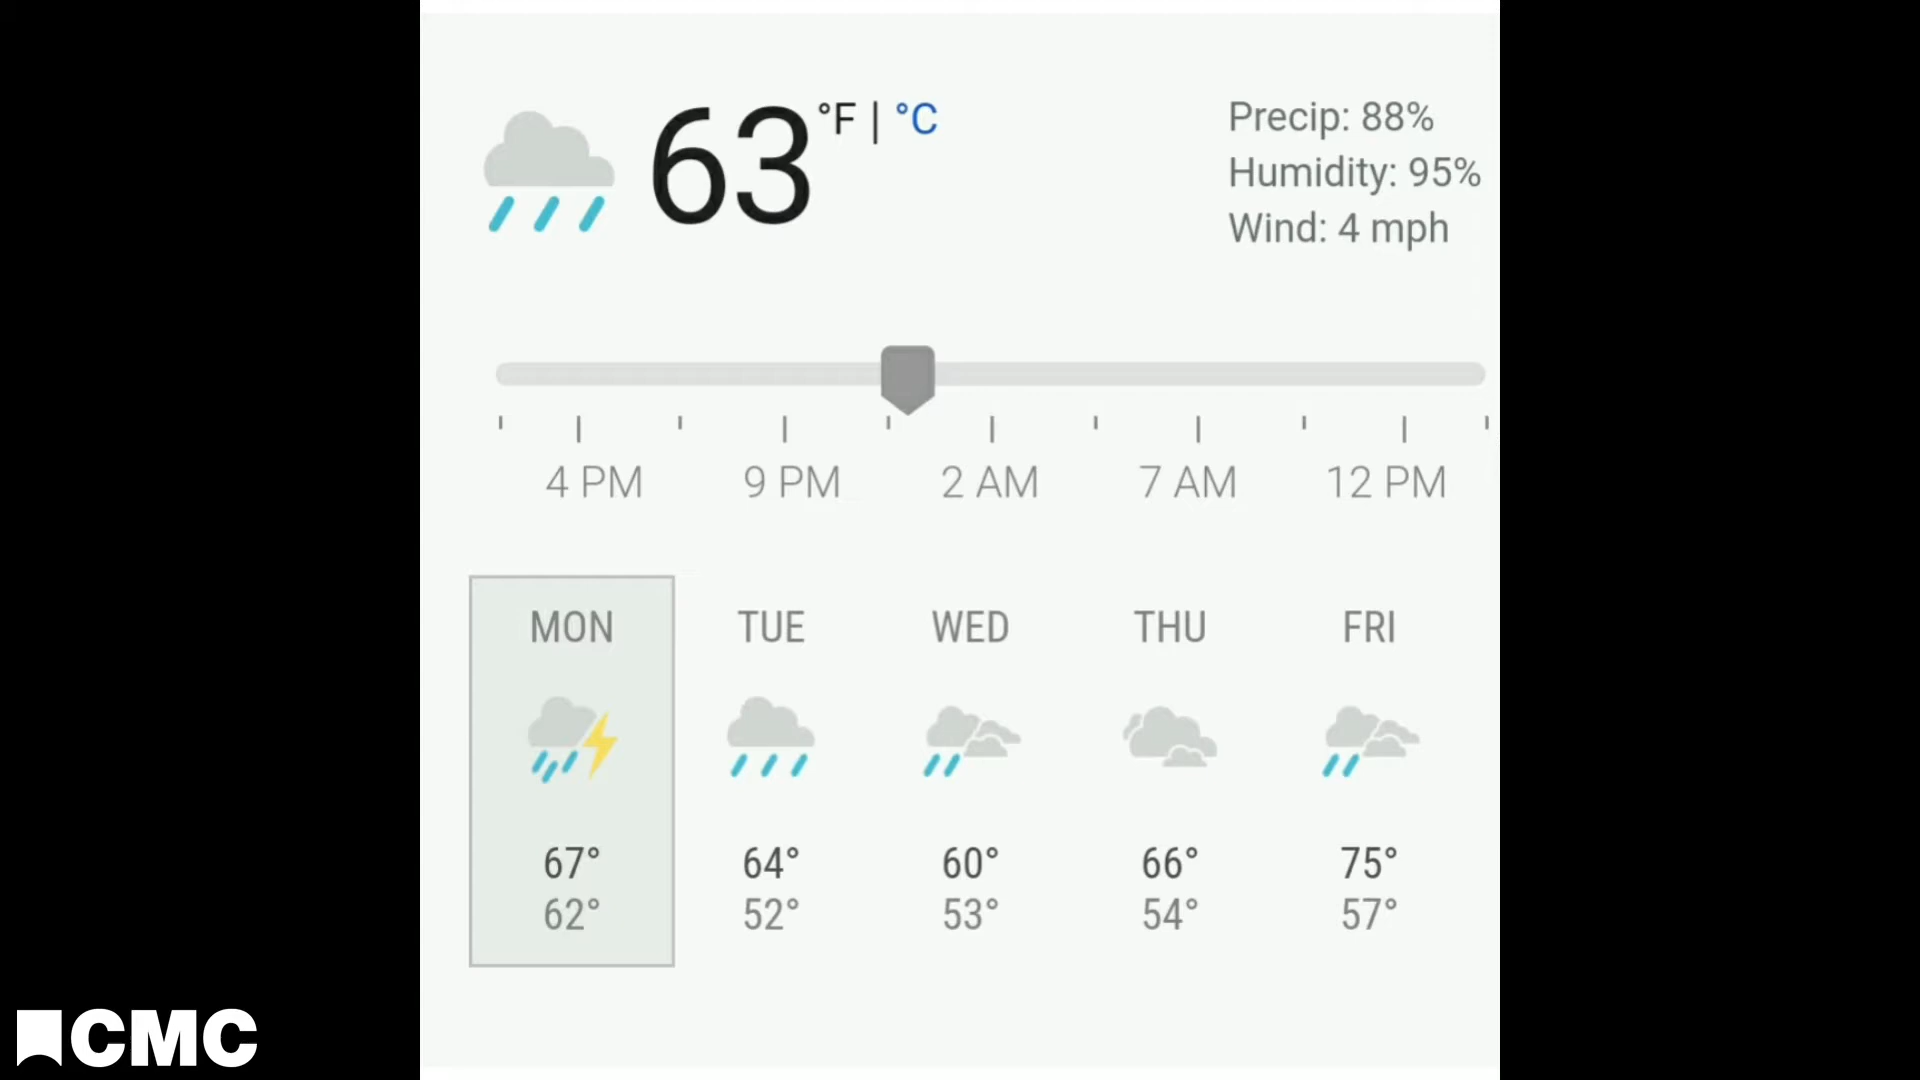 63 °F | °C
Precip: 88%
Humidity: 95%
Wind: 4 mph
4 PM 9 PM 2 AM 7 AM 12 PM
MON TUE WED THU FRI
67° 64° 60° 66° 75°
62° 52° 53° 54° 57°
CMC